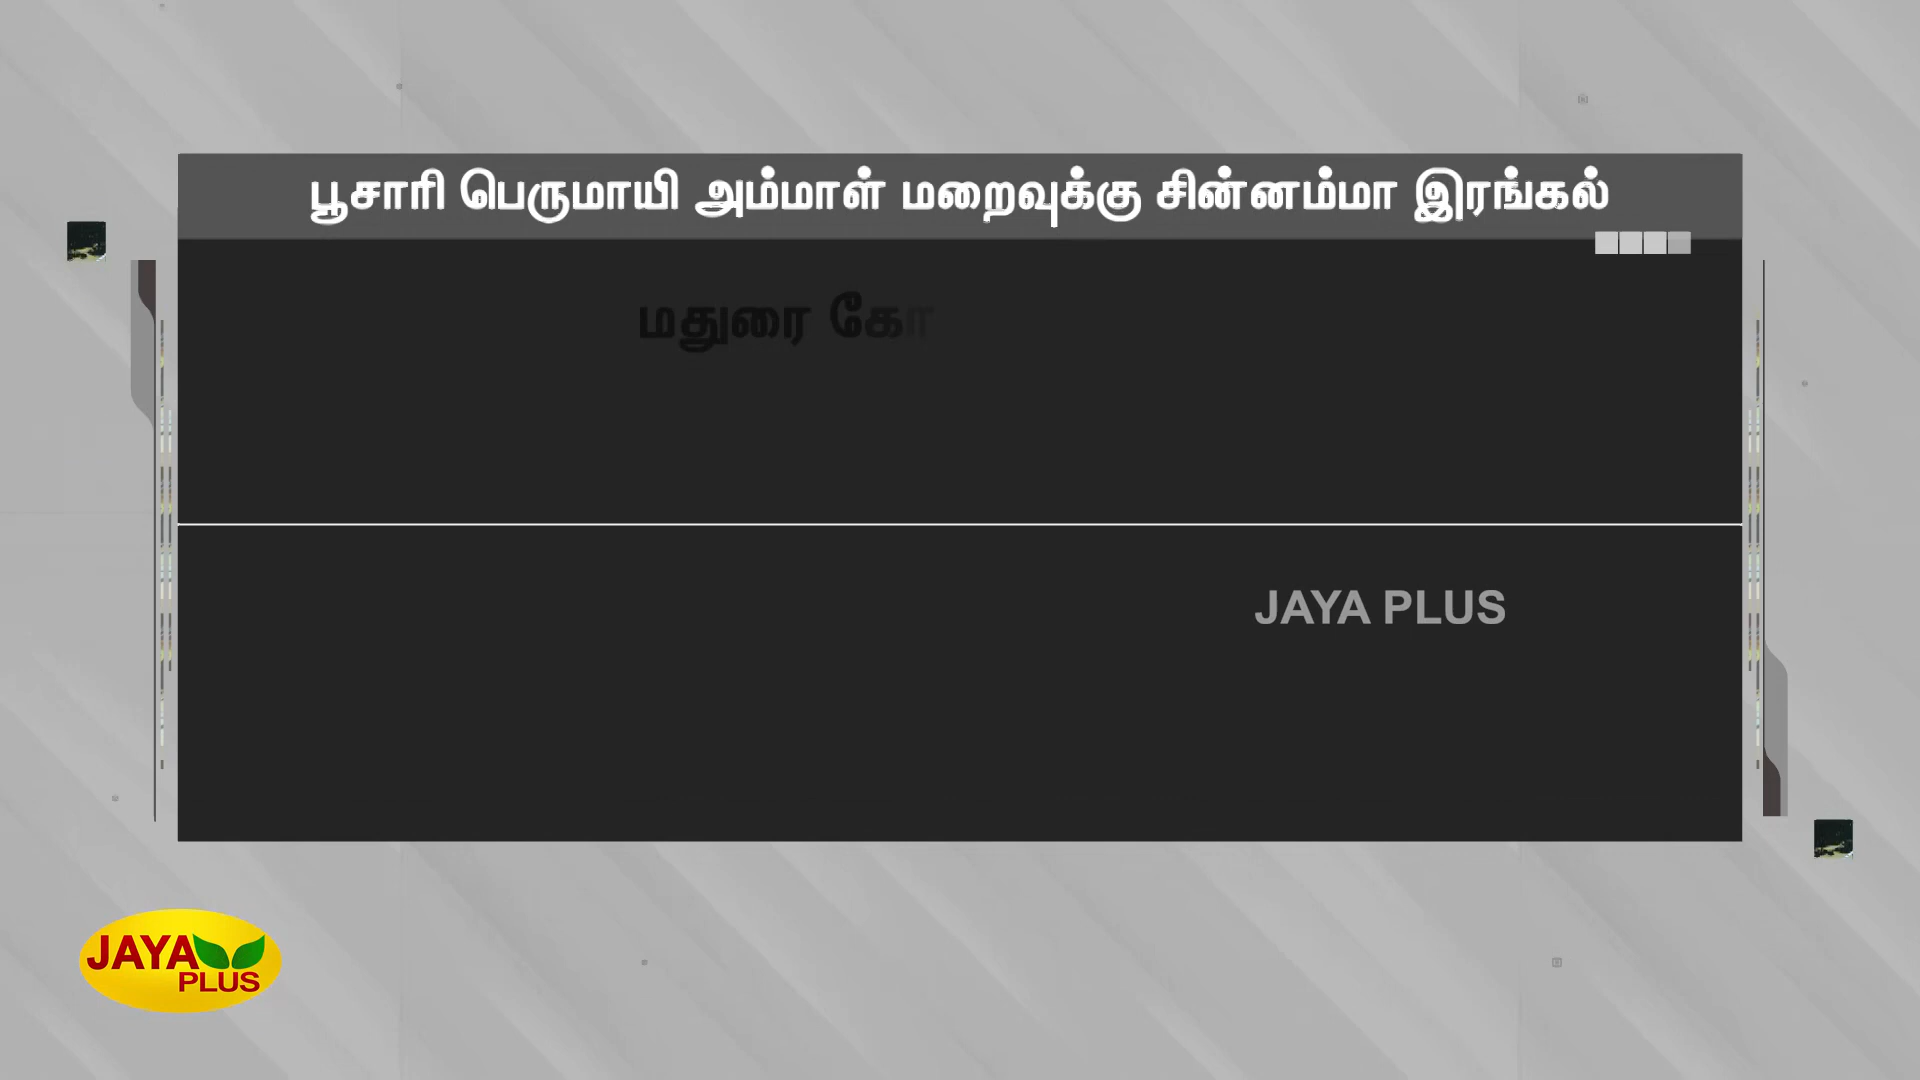 பூசாரி பெருமாயி அம்மாள் மறைவுக்கு சின்னம்மா இரங்கல்
மதுரை கோ
JAYA PLUS
JAYA
PLUS